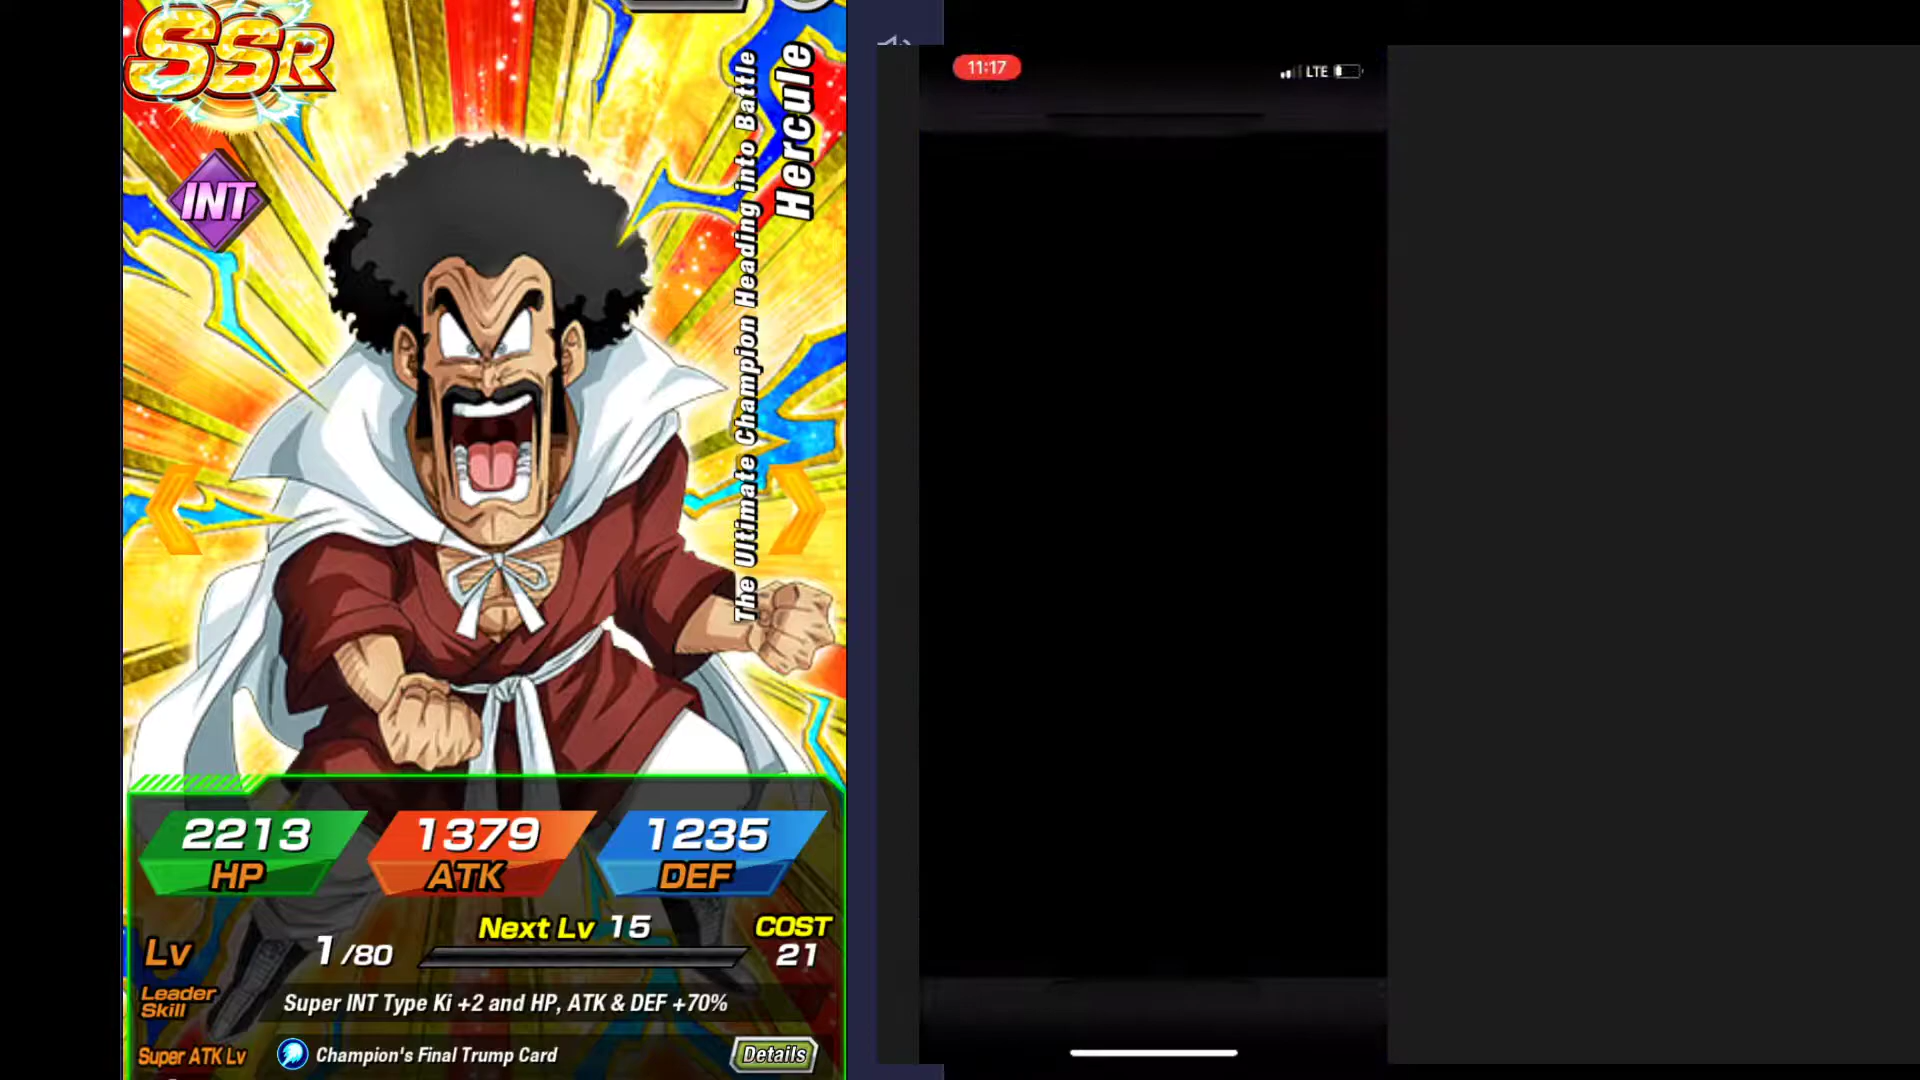 SSR
INT
Hercule
The Ultimate Champion Heading into Battle
2213 1379 1235
HP ATK DEF
Next Lv 15 COST
Lv 1/80 21
Leader Skill Super INT Type Ki +2 and HP, ATK & DEF +70%
Super ATK Lv Champion's Final Trump Card Details
11:17 LTE